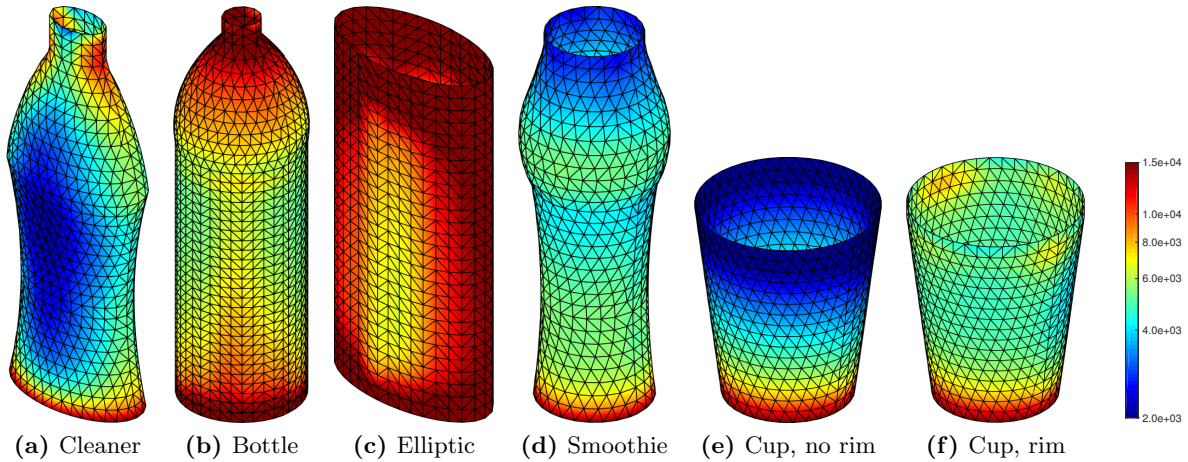 1.5e+04
1.0e+04
8.0e+03
6.0e+03
4.0e+03
2.0e+03
(a) Cleaner
(b) Bottle
(c) Elliptic
(d) Smoothie
(e) Cup, no rim
(f) Cup, rim